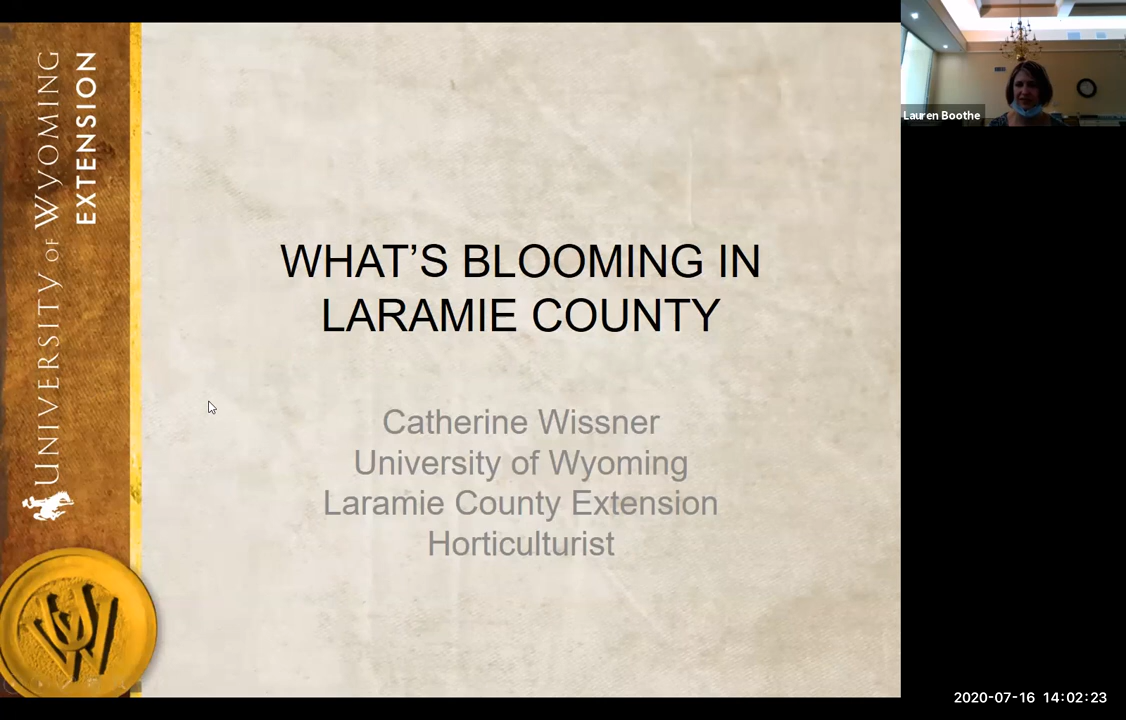 UNIVERSITY OF WYOMING
EXTENSION
WHAT'S BLOOMING IN
LARAMIE COUNTY
Catherine Wissner
University of Wyoming
Laramie County Extension
Horticulturist
UW
Lauren Boothe
2020-07-16 14:02:23